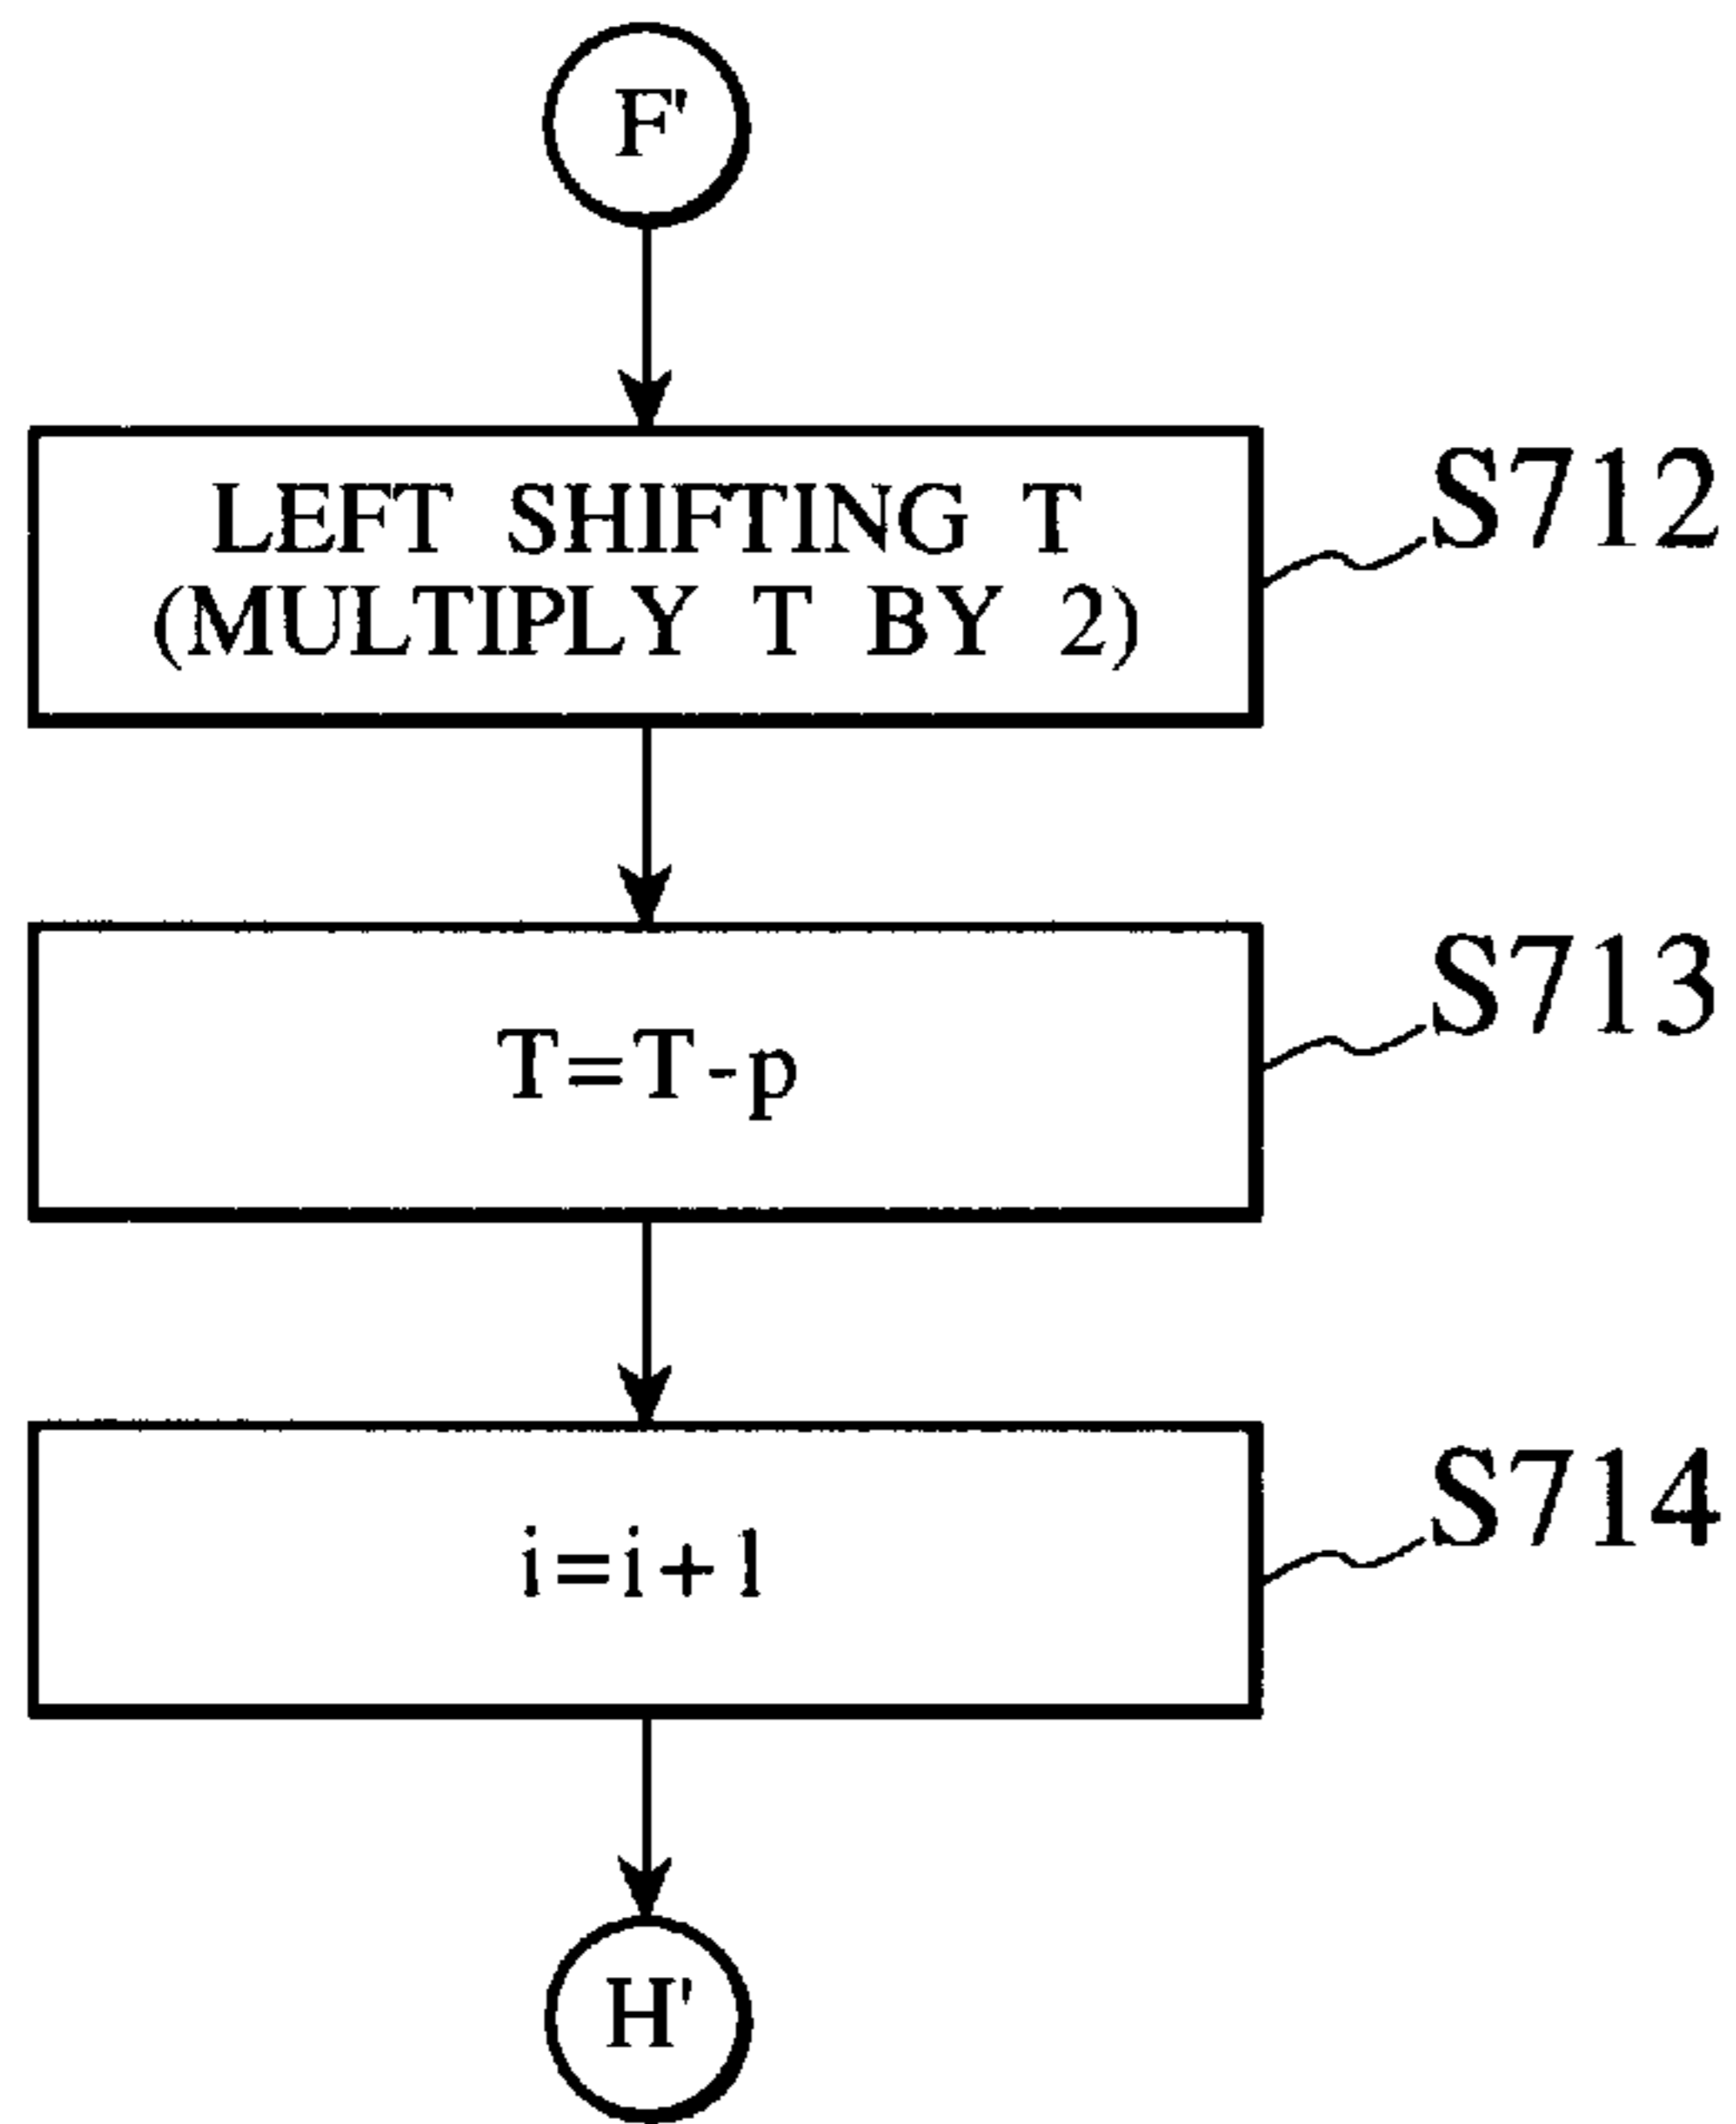 F'
LEFT SHIFTING T
(MULTIPLY T BY 2)
S712
T=T-p
S713
i=i+1
S714
H'